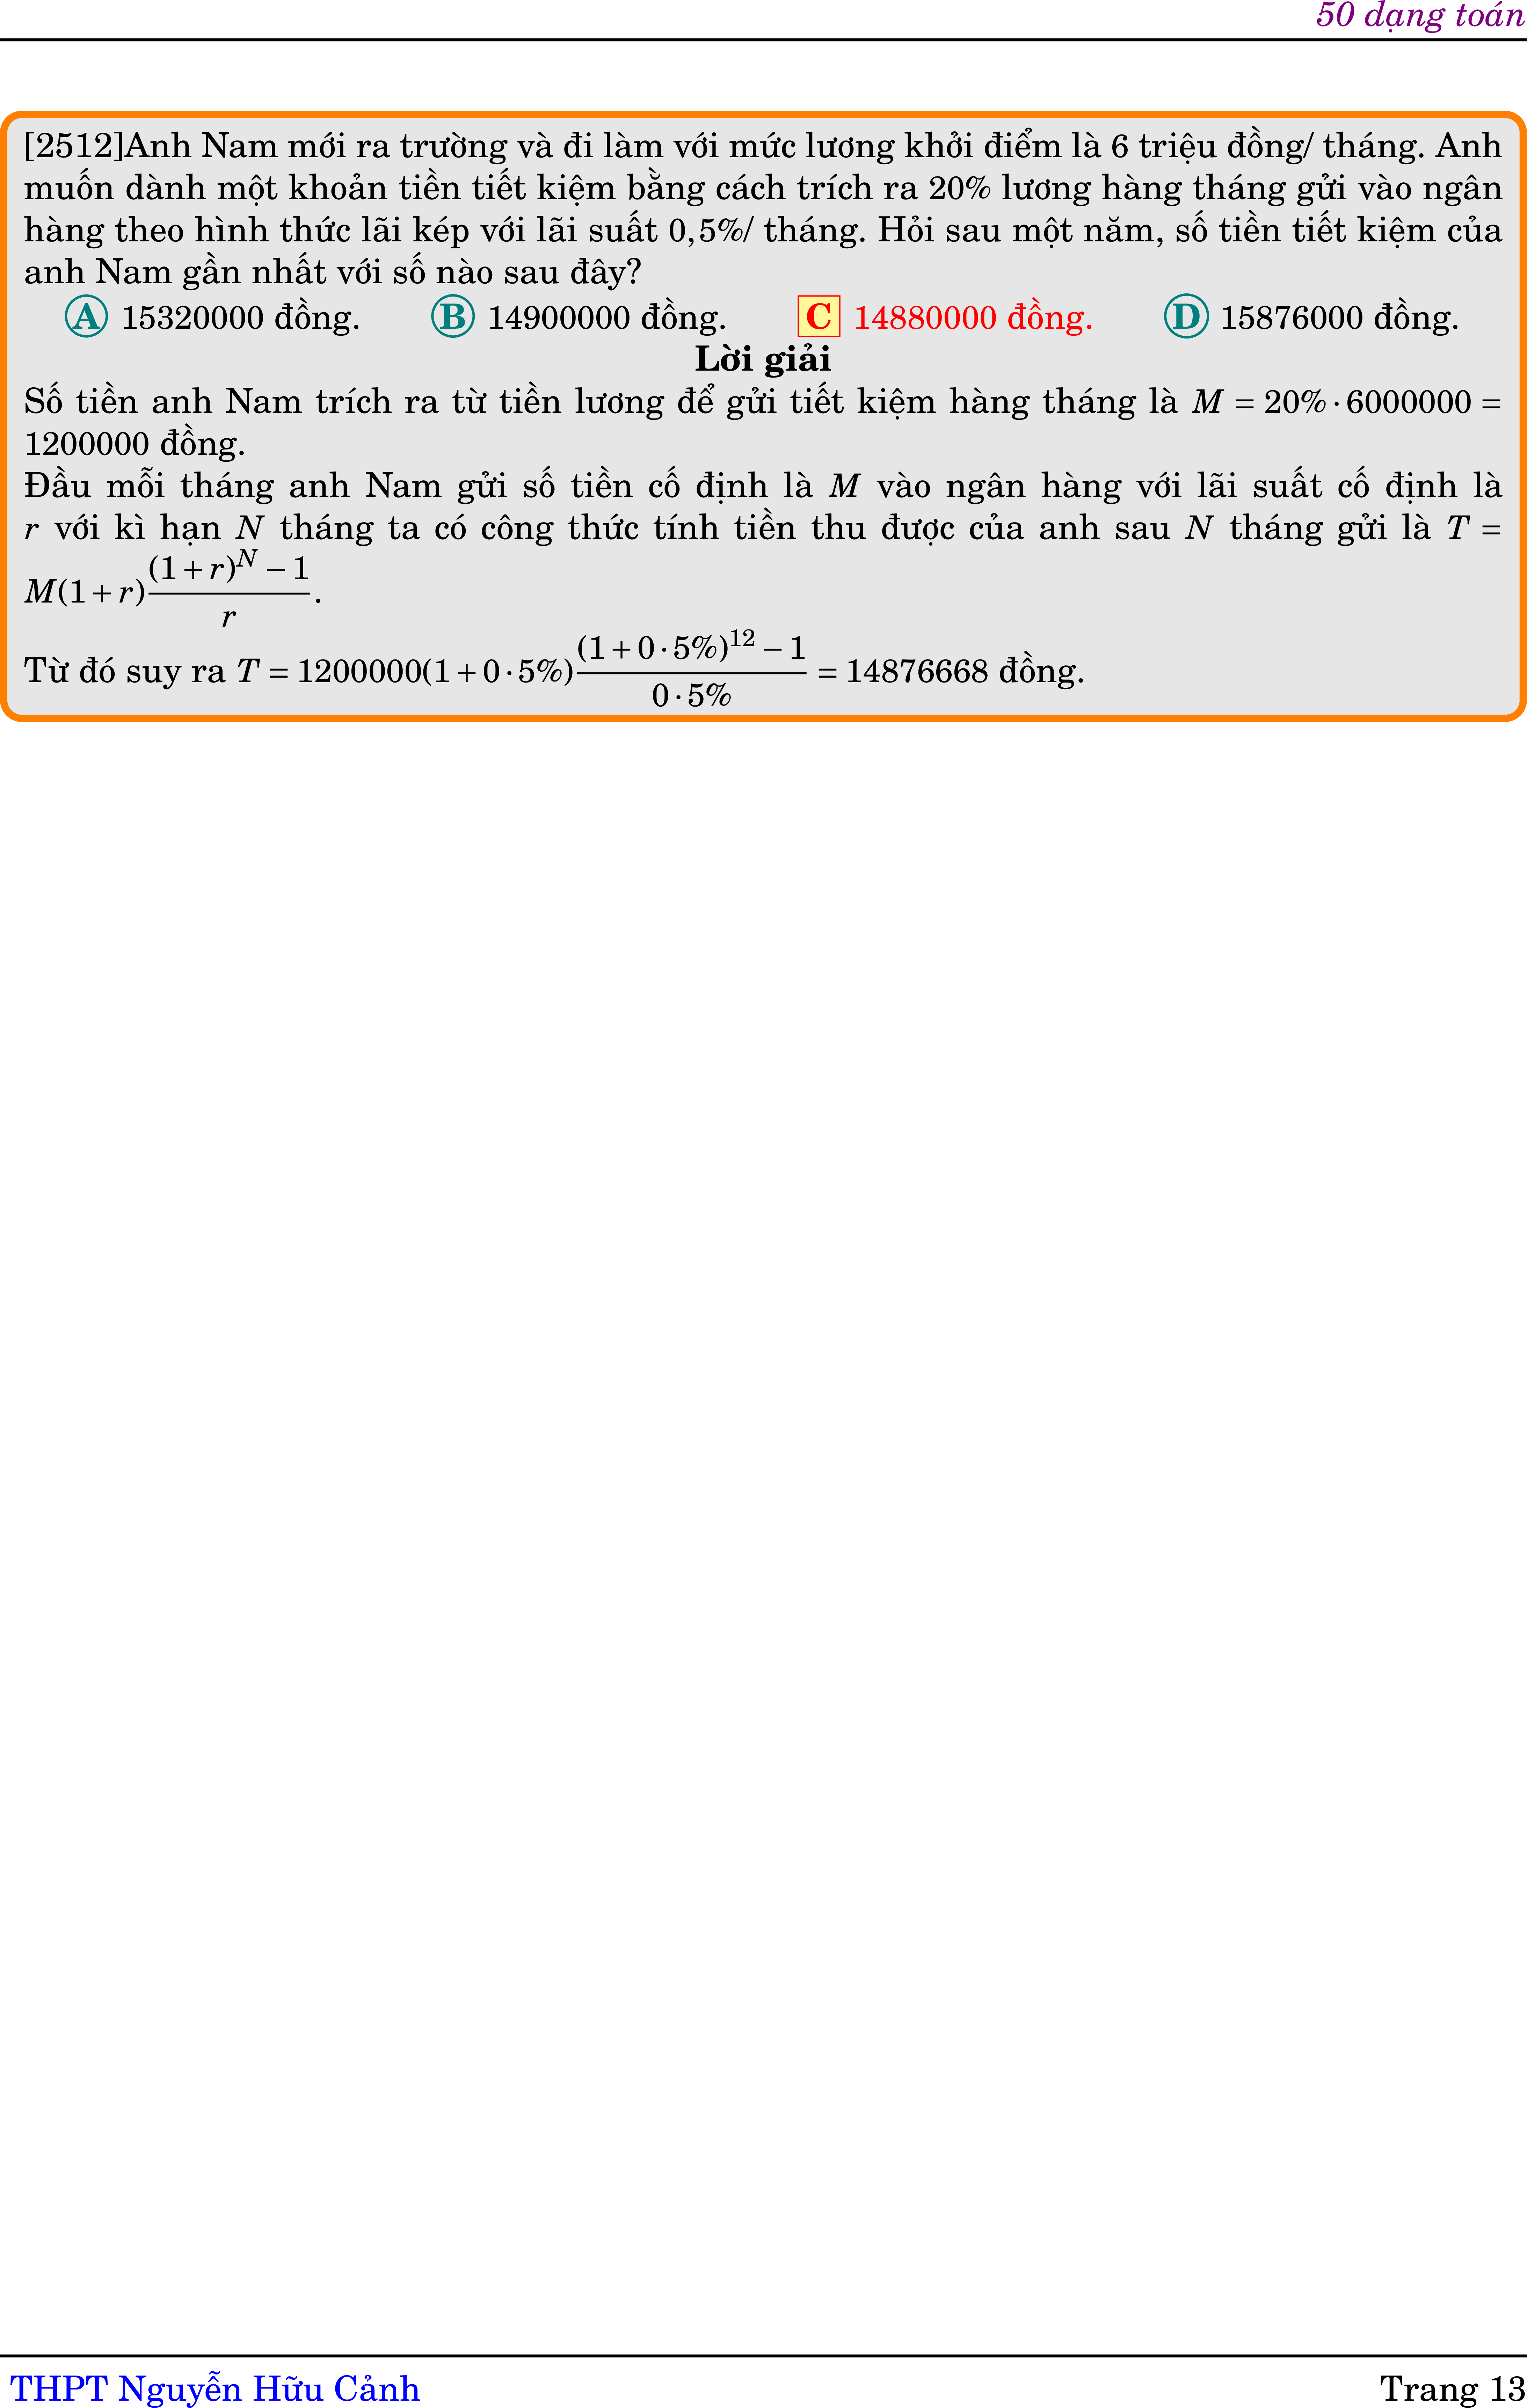 50 dạng toán
[2512]Anh Nam mới ra trường và đi làm với mức lương khởi điểm là 6 triệu đồng/ tháng. Anh
muốn dành một khoản tiền tiết kiệm bằng cách trích ra 20% lương hàng tháng gửi vào ngân
hàng theo hình thức lãi kép với lãi suất 0,5%/ tháng. Hỏi sau một năm, số tiền tiết kiệm của
anh Nam gần nhất với số nào sau đây?
A 15320000 đồng. B 14900000 đồng. C 14880000 đồng. D 15876000 đồng.
Lời giải
Số tiền anh Nam trích ra từ tiền lương để gửi tiết kiệm hàng tháng là M = 20% · 6000000 =
1200000 đồng.
Đầu mỗi tháng anh Nam gửi số tiền cố định là M vào ngân hàng với lãi suất cố định là
r với kì hạn N tháng ta có công thức tính tiền thu được của anh sau N tháng gửi là T =
M(1 + r)\frac{(1 + r)^N − 1}{r}.
Từ đó suy ra T = 1200000(1 + 0 · 5%)\frac{(1 + 0 · 5%)^{12} − 1}{0 · 5%} = 14876668 đồng.
THPT Nguyễn Hữu Cảnh Trang 13